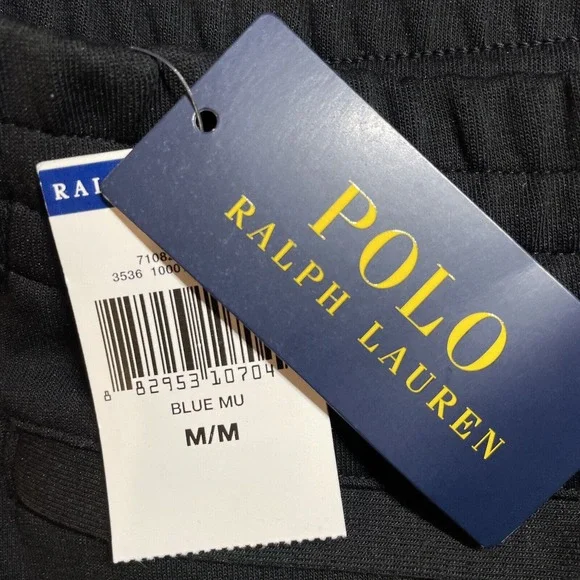 POLO
RALPH LAUREN
RAL
7108
3536 1000
8 82953 10704
BLUE MU
M/M